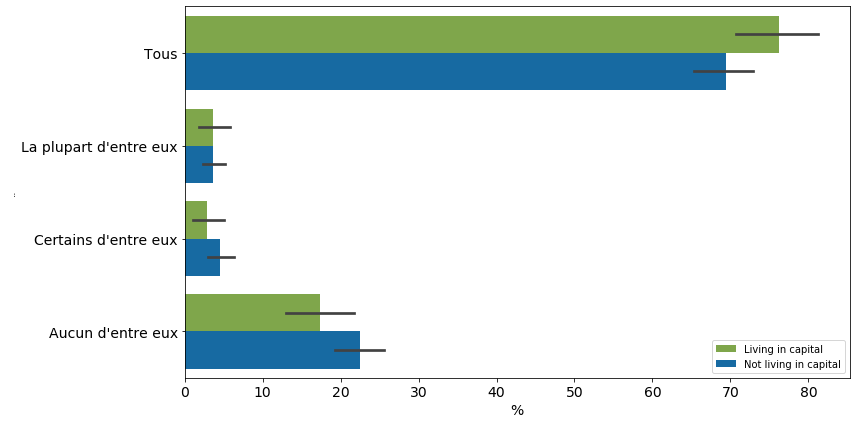 Tous
La plupart d'entre eux
Certains d'entre eux
Aucun d'entre eux
Living in capital
Not living in capital
0 10 20 30 40 50 60 70 80
%